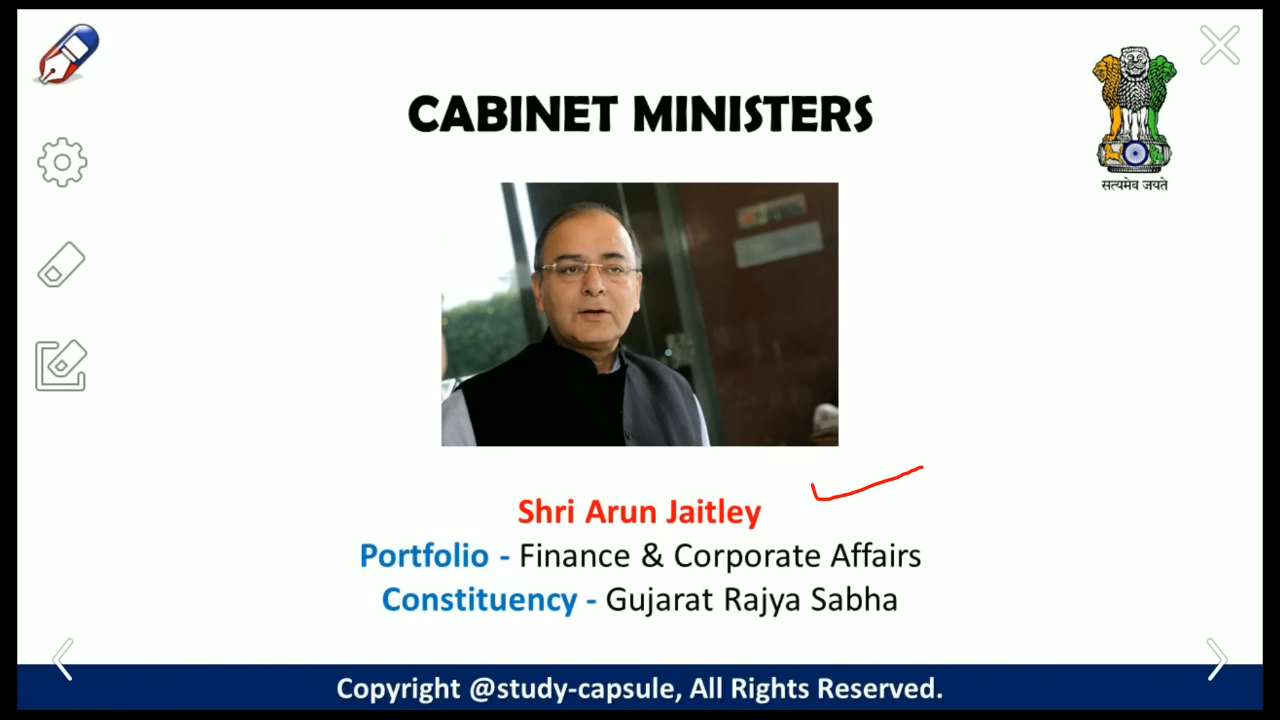 CABINET MINISTERS
सत्यमेव जयते
Shri Arun Jaitley
Portfolio - Finance & Corporate Affairs
Constituency - Gujarat Rajya Sabha
Copyright @study-capsule, All Rights Reserved.